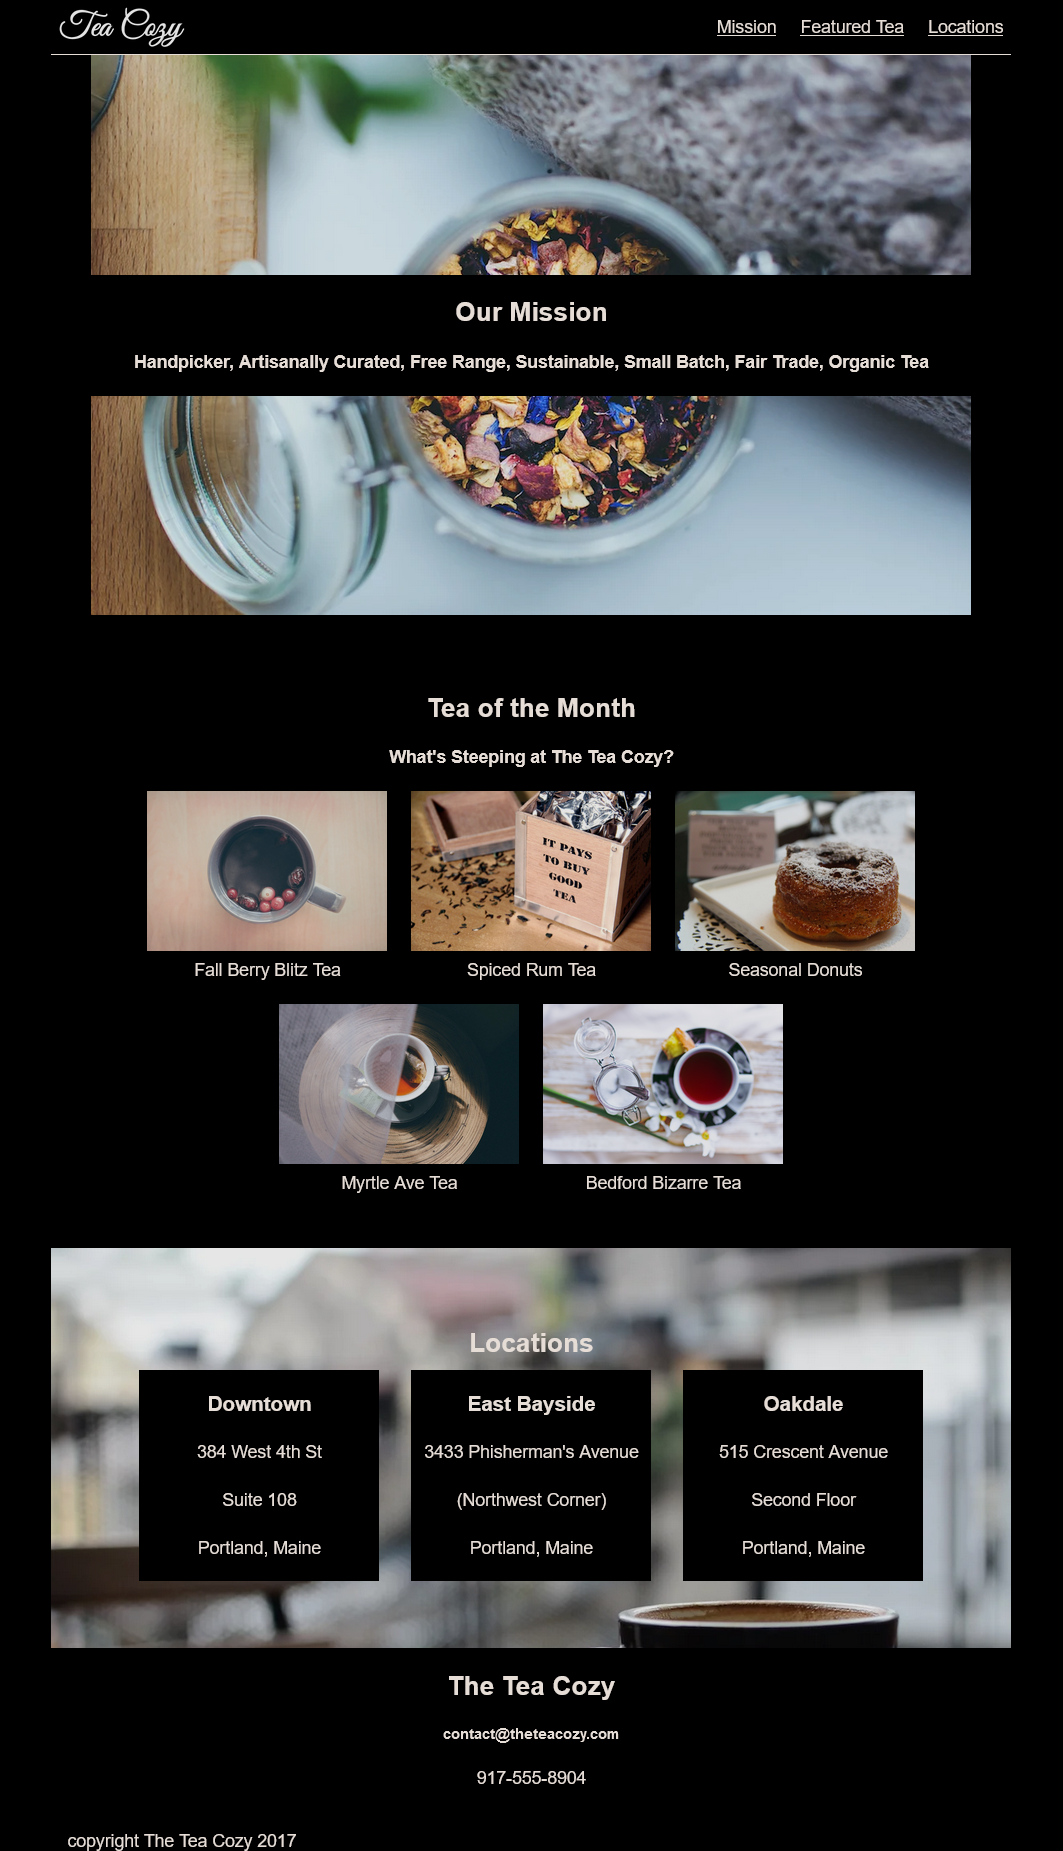 Tea Cozy
Mission Featured Tea Locations
Our Mission
Handpicker, Artisanally Curated, Free Range, Sustainable, Small Batch, Fair Trade, Organic Tea
Tea of the Month
What's Steeping at The Tea Cozy?
IT PAYS
TO BUY
GOOD
TEA
Fall Berry Blitz Tea
Spiced Rum Tea
Seasonal Donuts
Myrtle Ave Tea
Bedford Bizarre Tea
Locations
Downtown
384 West 4th St
Suite 108
Portland, Maine
East Bayside
3433 Phisherman's Avenue
(Northwest Corner)
Portland, Maine
Oakdale
515 Crescent Avenue
Second Floor
Portland, Maine
The Tea Cozy
contact@theteacozy.com
917-555-8904
copyright The Tea Cozy 2017